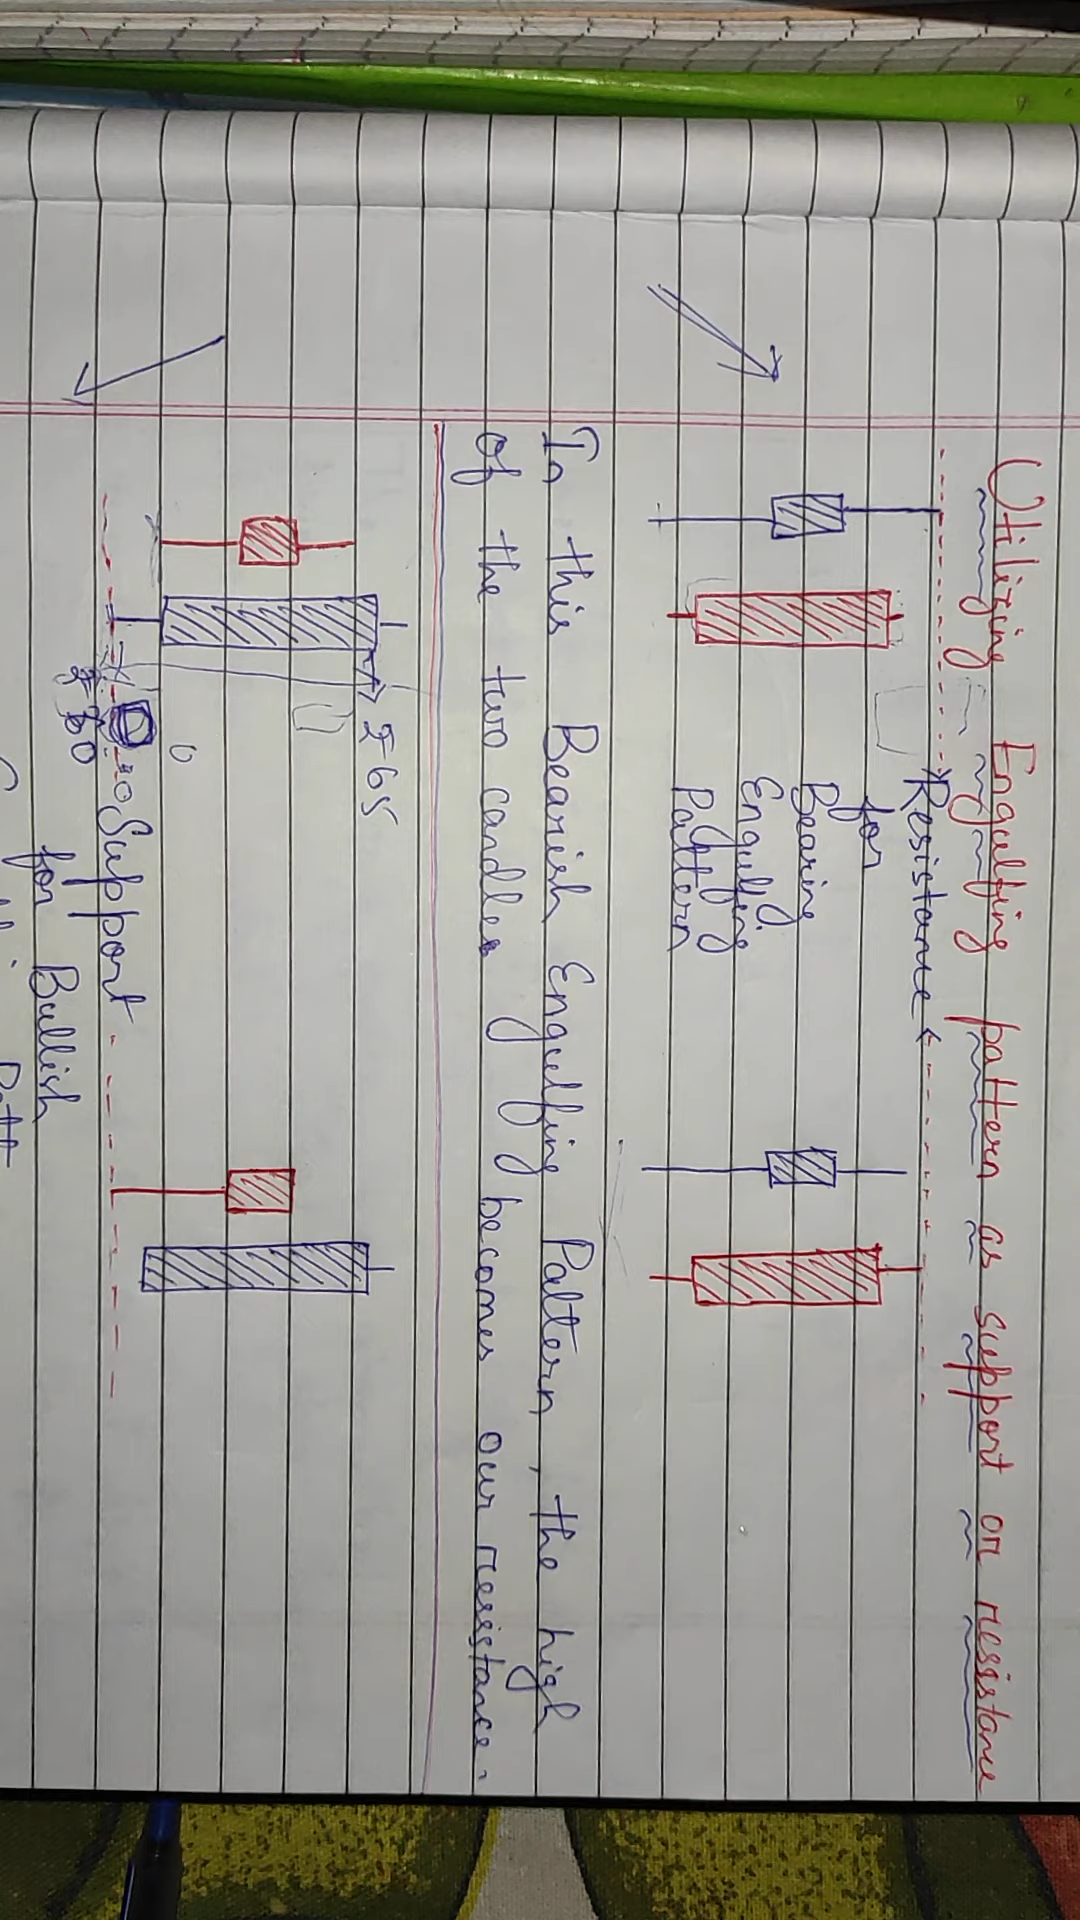 Utilizing Engulfing pattern as support or resistance
Resistance
for
Bearing
Engulfing
Pattern
In this Bearish Engulfing Pattern, the high
of the two candles becomes our resistance.
₹65
Support
₹60
for Bullish